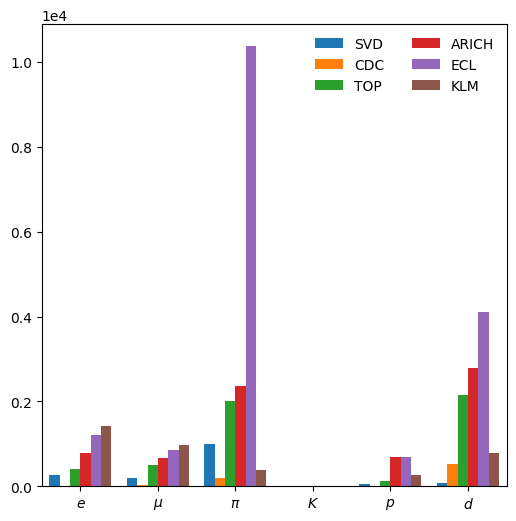 1e4
SVD
CDC
TOP
ARICH
ECL
KLM
1.0
0.8
0.6
0.4
0.2
0.0
e μ π K p d